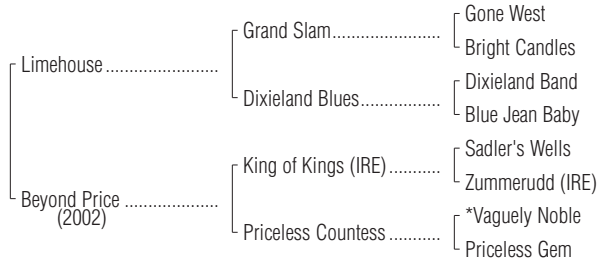 Gone West
Grand Slam..................................
Bright Candles
Limehouse .......................
Dixieland Band
Dixieland Blues.........................
Blue Jean Baby
Sadler's Wells
King of Kings (IRE)...........
Zummerudd (IRE)
Beyond Price ...................
(2002)
*Vaguely Noble
Priceless Countess ...........
Priceless Gem